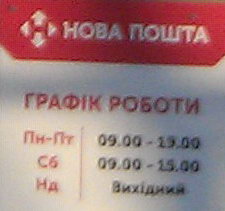 НОВА ПОШТА
ГРАФІК РОБОТИ
Пн-Пт 09.00 - 19.00
Сб 09.00 - 15.00
Нд Вихідний